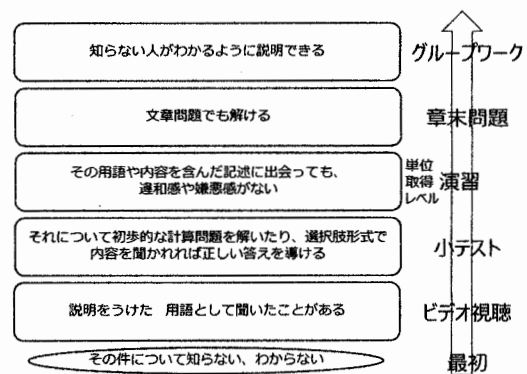 知らない人がわかるように説明できる
グループワーク
文章問題でも解ける
章末問題
その用語や内容を含んだ記述に出会っても、
違和感や嫌悪感がない
単位
取得
レベル
演習
それについて初歩的な計算問題を解いたり、選択肢形式で
内容を聞かれれば正しい答えを導ける
小テスト
説明をうけた 用語として聞いたことがある
ビデオ視聴
その件について知らない、わからない
最初